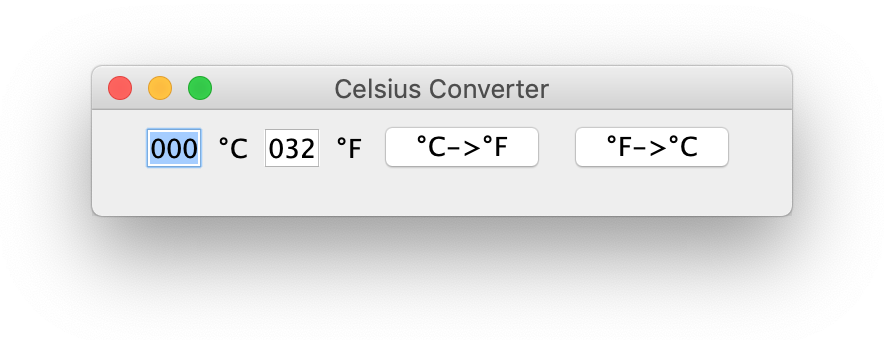 Celsius Converter
000 °C 032 °F °C->°F °F->°C